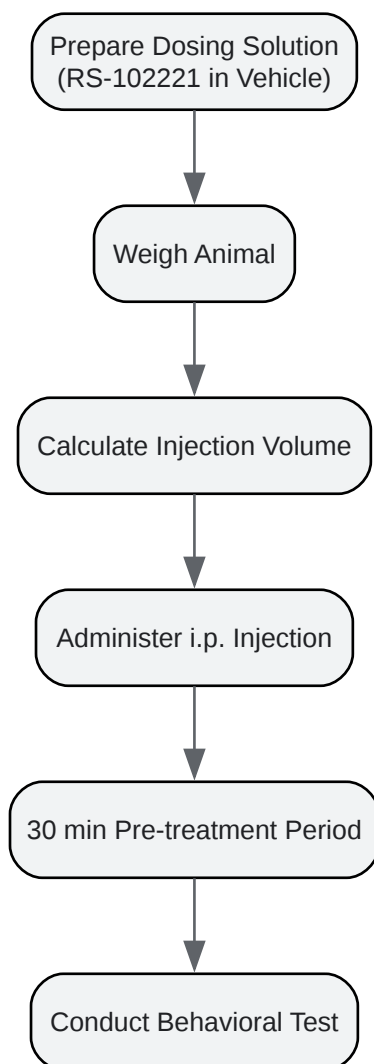 Prepare Dosing Solution
(RS-102221 in Vehicle)
Weigh Animal
Calculate Injection Volume
Administer i.p. Injection
30 min Pre-treatment Period
Conduct Behavioral Test